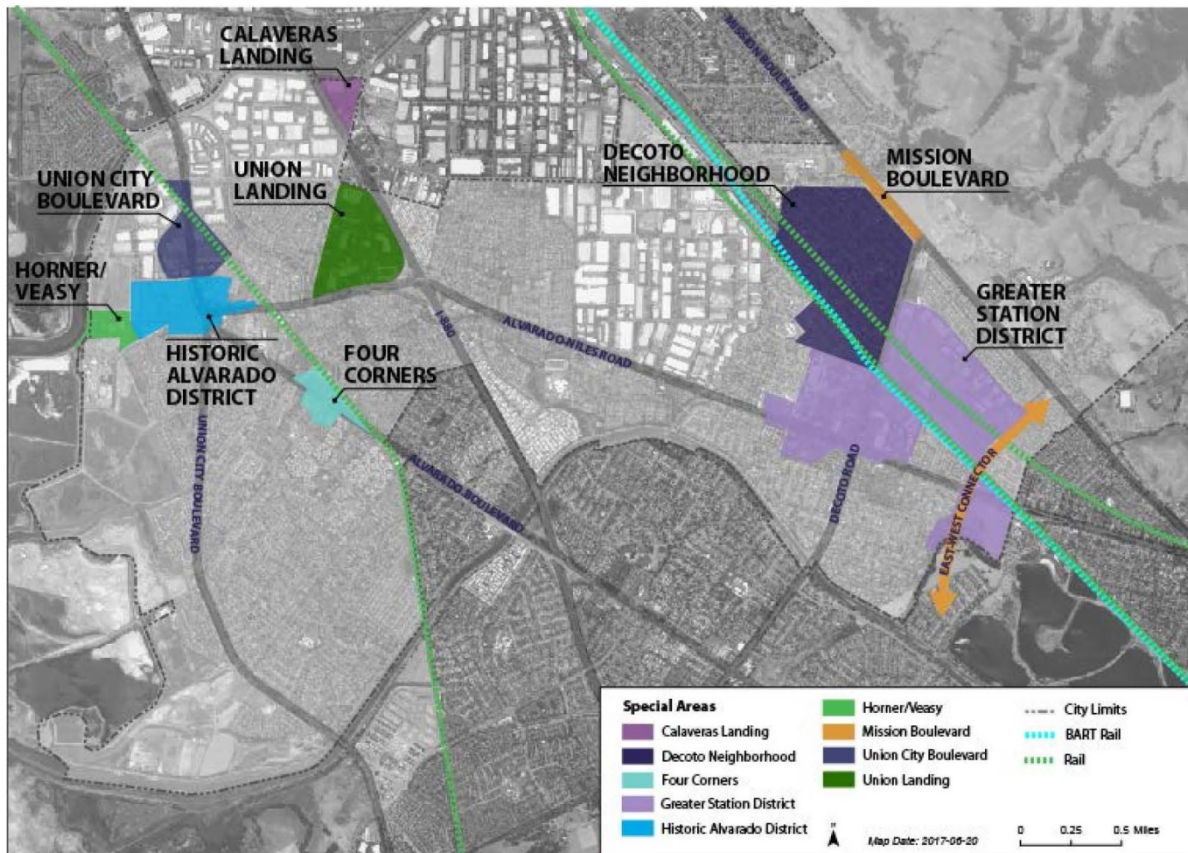 CALAVERAS
LANDING
MISSION BOULEVARD
DECOTO
NEIGHBORHOOD
MISSION
BOULEVARD
UNION CITY
BOULEVARD
UNION
LANDING
HORNER/
VEASY
GREATER
STATION
DISTRICT
I-880
ALVARADO-NILES ROAD
HISTORIC
ALVARADO
DISTRICT
FOUR
CORNERS
UNION CITY BOULEVARD
ALVARADO BOULEVARD
DECOTO ROAD
EAST-WEST CONNECTOR
Special Areas
Calaveras Landing
Decoto Neighborhood
Four Corners
Greater Station District
Historic Alvarado District
Horner/Veasy
Mission Boulevard
Union City Boulevard
Union Landing
City Limits
BART Rail
Rail
N
Map Date: 2017-06-20
0 0.25 0.5 Miles